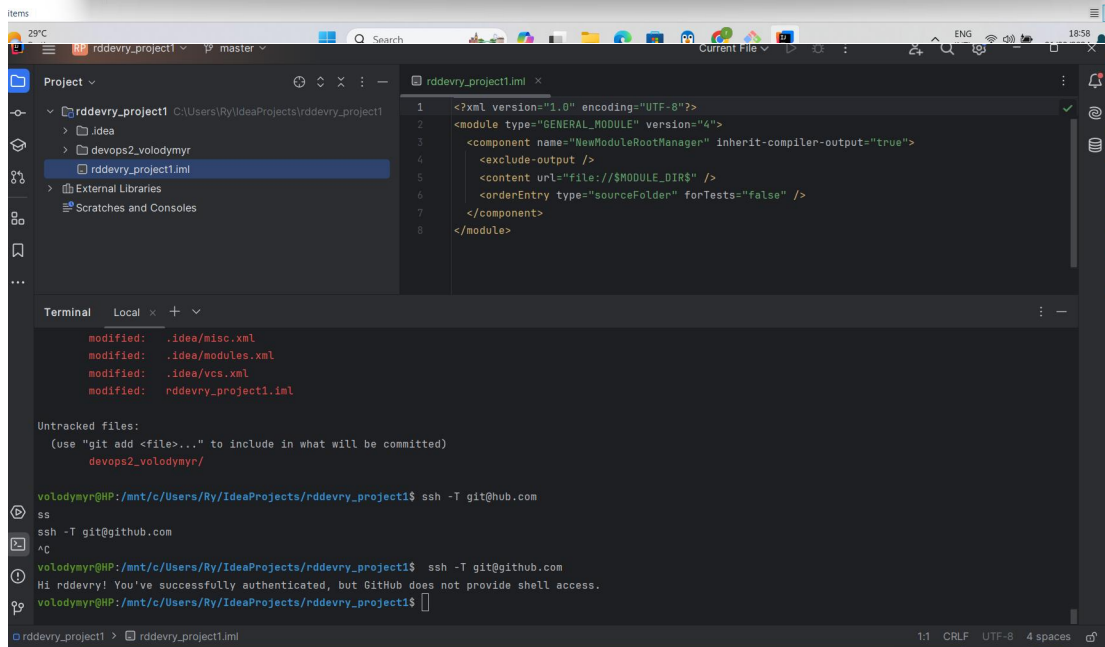 items
29°C
Search
ENG
18:58
RP rddevry_project1 master
Current File
Project
rddevry_project1.iml
rddevry_project1 C:\Users\Ry\IdeaProjects\rddevry_project1
.idea
devops2_volodymyr
rddevry_project1.iml
External Libraries
Scratches and Consoles
1 <?xml version="1.0" encoding="UTF-8"?>
2 <module type="GENERAL_MODULE" version="4">
3 <component name="NewModuleRootManager" inherit-compiler-output="true">
4 <exclude-output />
5 <content url="file://$MODULE_DIR$" />
6 <orderEntry type="sourceFolder" forTests="false" />
7 </component>
8 </module>
Terminal Local
modified: .idea/misc.xml
modified: .idea/modules.xml
modified: .idea/vcs.xml
modified: rddevry_project1.iml
Untracked files:
(use "git add <file>..." to include in what will be committed)
devops2_volodymyr/
volodymyr@HP:/mnt/c/Users/Ry/IdeaProjects/rddevry_project1$ ssh -T git@hub.com
ss
ssh -T git@github.com
^C
volodymyr@HP:/mnt/c/Users/Ry/IdeaProjects/rddevry_project1$ ssh -T git@github.com
Hi rddevry! You've successfully authenticated, but GitHub does not provide shell access.
volodymyr@HP:/mnt/c/Users/Ry/IdeaProjects/rddevry_project1$
rddevry_project1 > rddevry_project1.iml
1:1 CRLF UTF-8 4 spaces